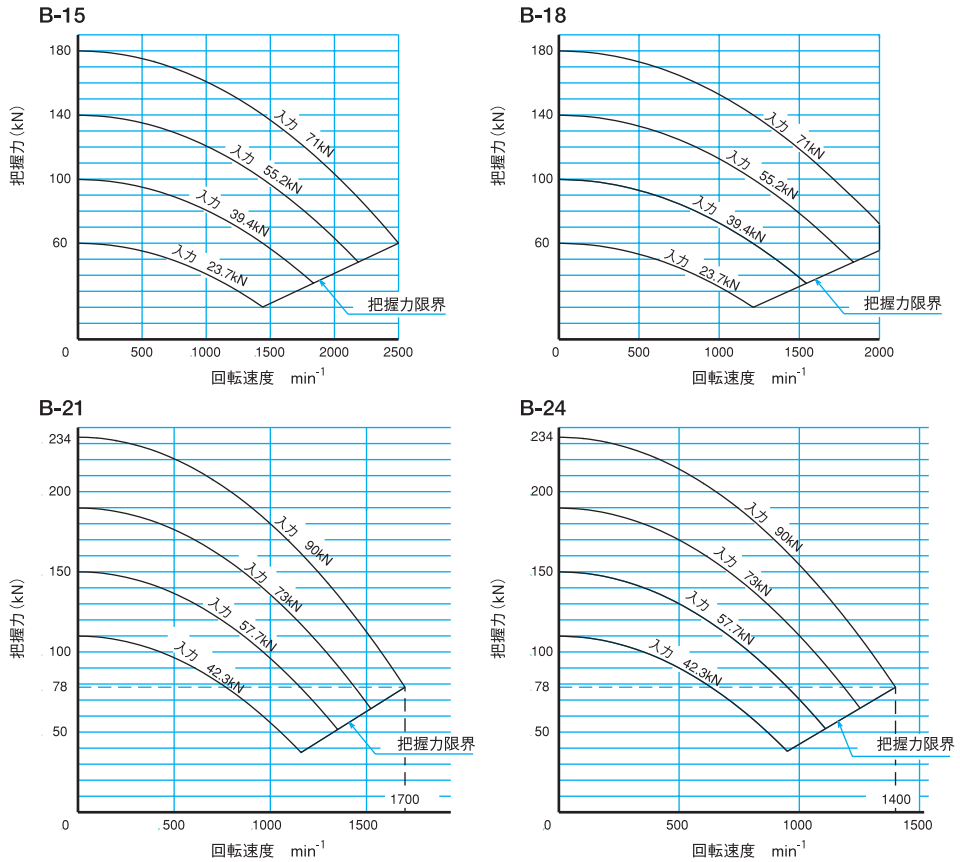 B-15
把握力(kN)
180
140
100
60
0
500
1000
1500
2000
2500
入力 71kN
入力 55.2kN
入力 39.4kN
入力 23.7kN
把握力限界
回転速度 min-1
B-18
把握力(kN)
180
140
100
60
0
500
1000
1500
2000
入力 71kN
入力 55.2kN
入力 39.4kN
入力 23.7kN
把握力限界
回転速度 min-1
B-21
把握力(kN)
234
200
150
100
78
50
0
500
1000
1500
1700
入力 90kN
入力 73kN
入力 57.7kN
入力 42.3kN
把握力限界
回転速度 min-1
B-24
把握力(kN)
234
200
150
100
78
50
0
500
1000
1500
1400
入力 90kN
入力 73kN
入力 57.7kN
入力 42.3kN
把握力限界
回転速度 min-1